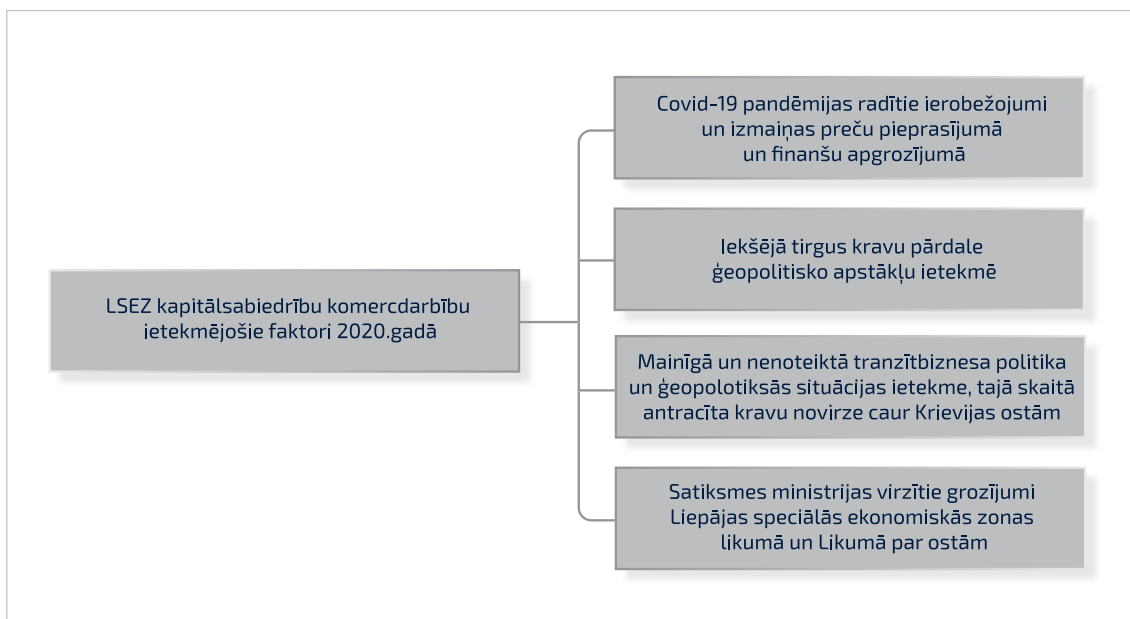 LSEZ kapitālsabiedrību komercdarbību
ietekmējošie faktori 2020.gadā
Covid-19 pandēmijas radītie ierobežojumi
un izmaiņas preču pieprasījumā
un finanšu apgrozījumā
Iekšējā tirgus kravu pārdale
ģeopolitisko apstākļu ietekmē
Mainīgā un nenoteiktā tranzītbiznesa politika
un ģeopolotiksās situācijas ietekme, tajā skaitā
antracīta kravu novirze caur Krievijas ostām
Satiksmes ministrijas virzītie grozījumi
Liepājas speciālās ekonomiskās zonas
likumā un Likumā par ostām